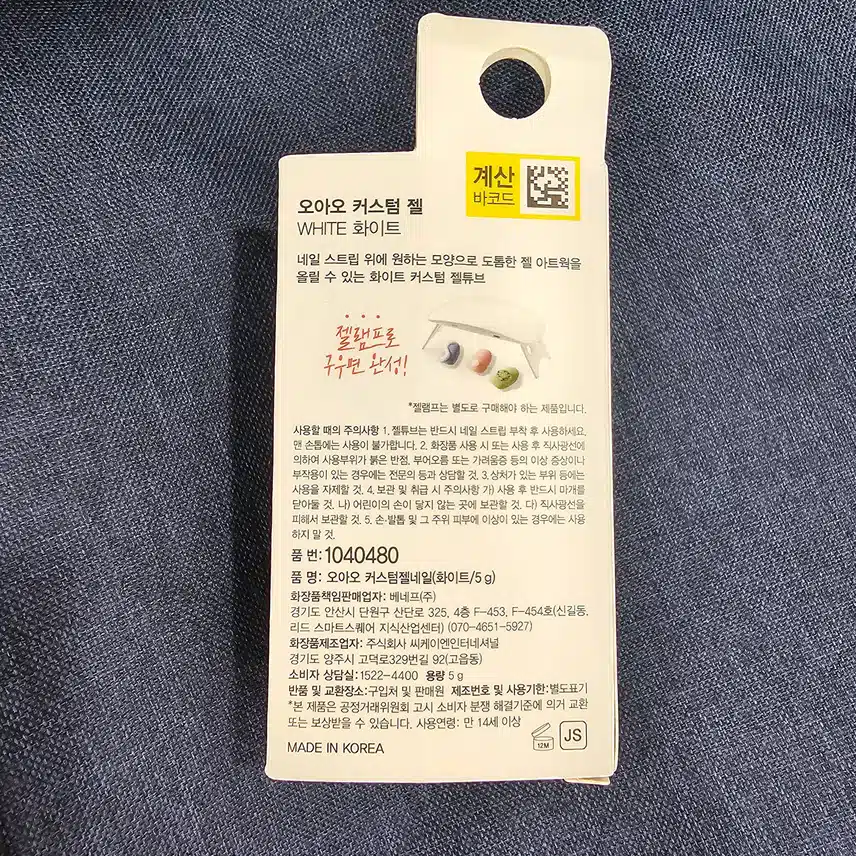 계산
바코드
오아오 커스텀 젤
WHITE 화이트
네일 스트립 위에 원하는 모양으로 도톰한 젤 아트웍을
올릴 수 있는 화이트 커스텀 젤튜브
젤램프로
구우면 완성!
*젤램프는 별도로 구매해야 하는 제품입니다.
사용할 때의 주의사항 1. 젤튜브는 반드시 네일 스트립 부착 후 사용하세요.
맨 손톱에는 사용이 불가합니다. 2. 화장품 사용 시 또는 사용 후 직사광선에
의하여 사용부위가 붉은 반점, 부어오름 또는 가려움증 등의 이상 증상이나
부작용이 있는 경우에는 전문의 등과 상담할 것. 3. 상처가 있는 부위 등에는
사용을 자제할 것. 4. 보관 및 취급 시 주의사항 가) 사용 후 반드시 마개를
닫아둘 것. 나) 어린이의 손이 닿지 않는 곳에 보관할 것. 다) 직사광선을
피해서 보관할 것. 5. 손·발톱 및 그 주위 피부에 이상이 있는 경우에는 사용
하지 말 것.
품 번: 1040480
품 명: 오아오 커스텀젤네일(화이트/5 g)
화장품책임판매업자: 베네프(주)
경기도 안산시 단원구 산단로 325, 4층 F-453, F-454호(신길동,
리드 스마트스퀘어 지식산업센터) (070-4651-5927)
화장품제조업자: 주식회사 씨케이엔인터네셔널
경기도 양주시 고덕로329번길 92(고읍동)
소비자 상담실:1522-4400 용량 5 g
반품 및 교환장소:구입처 및 판매원 제조번호 및 사용기한:별도표기
*본 제품은 공정거래위원회 고시 소비자 분쟁 해결기준에 의거 교환
또는 보상받을 수 있습니다. 사용연령: 만 14세 이상
MADE IN KOREA
12M
JS